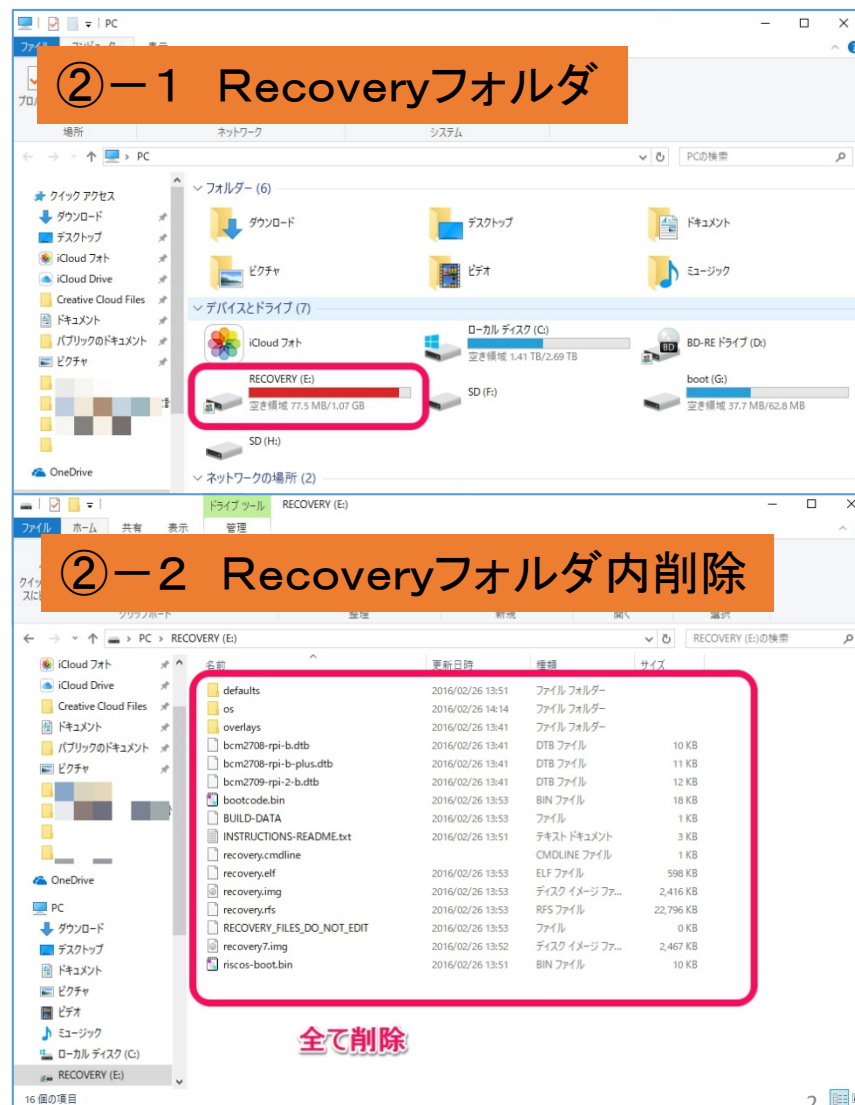 PC
②－１　Recoveryフォルダ
場所 ネットワーク システム
PC PCの検索
クイック アクセス
ダウンロード
デスクトップ
iCloud フォト
iCloud Drive
Creative Cloud Files
ドキュメント
パブリックのドキュメント
ピクチャ
OneDrive
フォルダー (6)
ダウンロード デスクトップ ドキュメント
ピクチャ ビデオ ミュージック
デバイスとドライブ (7)
iCloud フォト
ローカル ディスク (C:)
空き領域 1.41 TB/2.69 TB
BD-RE ドライブ (D:)
RECOVERY (E:)
空き領域 77.5 MB/1.07 GB
SD (F:)
boot (G:)
空き領域 37.7 MB/62.8 MB
SD (H:)
ネットワークの場所 (2)
ドライブ ツール RECOVERY (E:)
ファイル ホーム 共有 表示 管理
②－２　Recoveryフォルダ内削除
PC RECOVERY (E:) RECOVERY (E:)の検索
iCloud フォト
iCloud Drive
Creative Cloud Files
ドキュメント
パブリックのドキュメント
ピクチャ
OneDrive
PC
ダウンロード
デスクトップ
ドキュメント
ピクチャ
ビデオ
ミュージック
ローカル ディスク (C:)
RECOVERY (E:)
名前 更新日時 種類 サイズ
defaults 2016/02/26 13:51 ファイル フォルダー
os 2016/02/26 14:14 ファイル フォルダー
overlays 2016/02/26 13:41 ファイル フォルダー
bcm2708-rpi-b.dtb 2016/02/26 13:41 DTB ファイル 10 KB
bcm2708-rpi-b-plus.dtb 2016/02/26 13:41 DTB ファイル 11 KB
bcm2709-rpi-2-b.dtb 2016/02/26 13:41 DTB ファイル 12 KB
bootcode.bin 2016/02/26 13:53 BIN ファイル 18 KB
BUILD-DATA 2016/02/26 13:53 ファイル 1 KB
INSTRUCTIONS-README.txt 2016/02/26 13:51 テキスト ドキュメント 3 KB
recovery.cmdline CMDLINE ファイル 1 KB
recovery.elf 2016/02/26 13:53 ELF ファイル 598 KB
recovery.img 2016/02/26 13:53 ディスク イメージ ファ... 2,416 KB
recovery.rfs 2016/02/26 13:53 RFS ファイル 22,796 KB
RECOVERY_FILES_DO_NOT_EDIT 2016/02/26 13:53 ファイル 0 KB
recovery7.img 2016/02/26 13:52 ディスク イメージ ファ... 2,467 KB
riscos-boot.bin 2016/02/26 13:51 BIN ファイル 10 KB
全て削除
16 個の項目
2